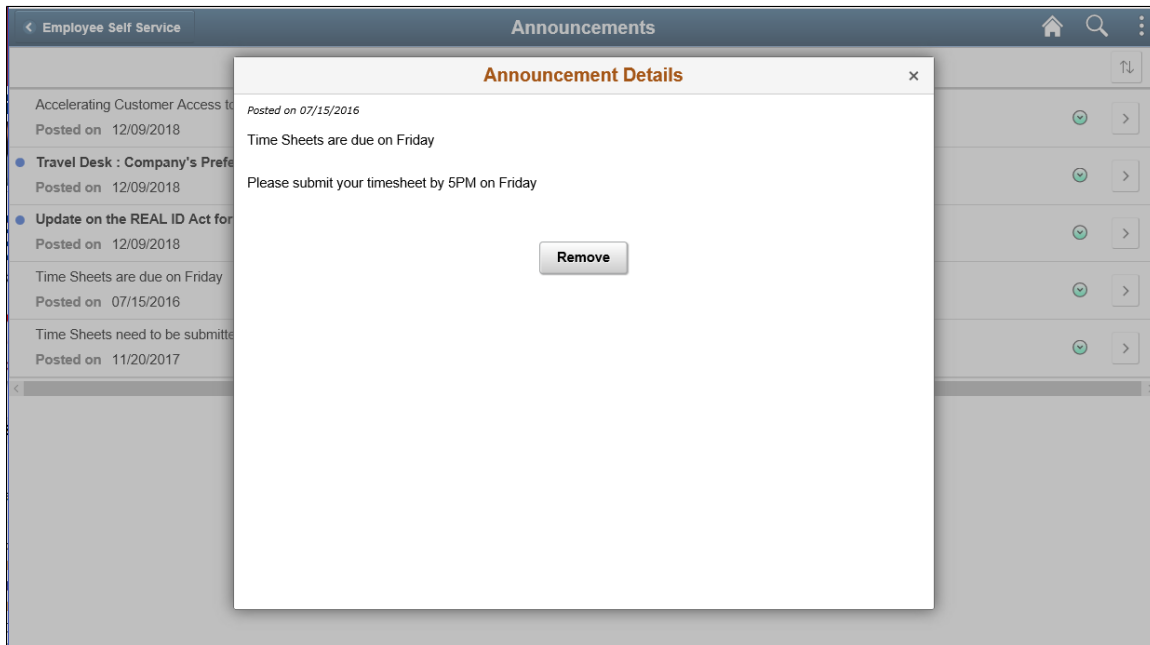 Employee Self Service
Announcements
Announcement Details
Posted on 07/15/2016
Time Sheets are due on Friday
Please submit your timesheet by 5PM on Friday
Remove
Accelerating Customer Access to
Posted on 12/09/2018
Travel Desk : Company's Prefe
Posted on 12/09/2018
Update on the REAL ID Act for
Posted on 12/09/2018
Time Sheets are due on Friday
Posted on 07/15/2016
Time Sheets need to be submitte
Posted on 11/20/2017